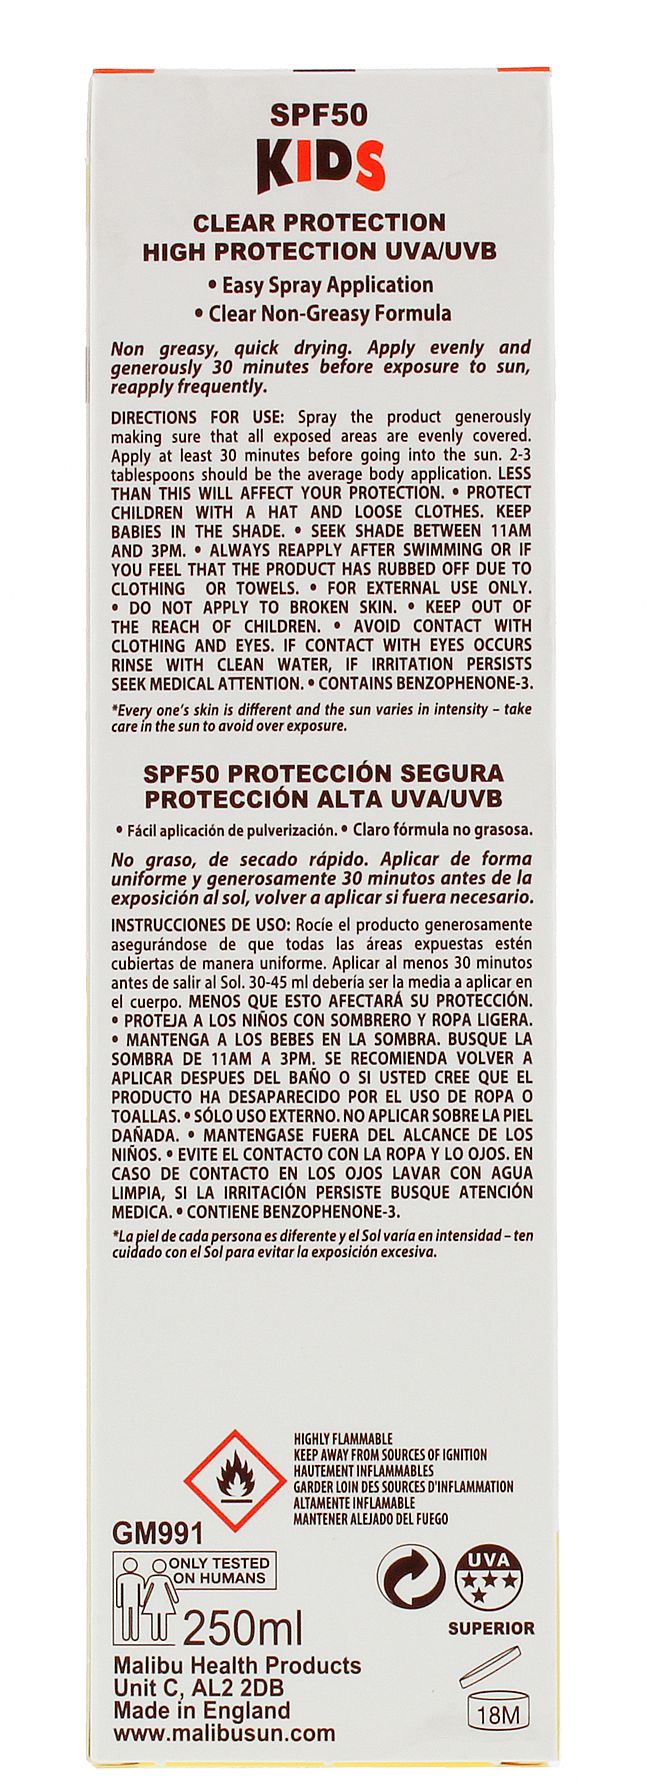 SPF50
KIDS
CLEAR PROTECTION
HIGH PROTECTION UVA/UVB
• Easy Spray Application
• Clear Non-Greasy Formula
Non greasy, quick drying. Apply evenly and
generously 30 minutes before exposure to sun,
reapply frequently.
DIRECTIONS FOR USE: Spray the product generously
making sure that all exposed areas are evenly covered.
Apply at least 30 minutes before going into the sun. 2-3
tablespoons should be the average body application. LESS
THAN THIS WILL AFFECT YOUR PROTECTION. • PROTECT
CHILDREN WITH A HAT AND LOOSE CLOTHES. KEEP
BABIES IN THE SHADE. • SEEK SHADE BETWEEN 11AM
AND 3PM. • ALWAYS REAPPLY AFTER SWIMMING OR IF
YOU FEEL THAT THE PRODUCT HAS RUBBED OFF DUE TO
CLOTHING OR TOWELS. • FOR EXTERNAL USE ONLY.
• DO NOT APPLY TO BROKEN SKIN. • KEEP OUT OF
THE REACH OF CHILDREN. • AVOID CONTACT WITH
CLOTHING AND EYES. IF CONTACT WITH EYES OCCURS
RINSE WITH CLEAN WATER, IF IRRITATION PERSISTS
SEEK MEDICAL ATTENTION. • CONTAINS BENZOPHENONE-3.
*Every one's skin is different and the sun varies in intensity – take
care in the sun to avoid over exposure.
SPF50 PROTECCIÓN SEGURA
PROTECCIÓN ALTA UVA/UVB
• Fácil aplicación de pulverización. • Claro fórmula no grasosa.
No graso, de secado rápido. Aplicar de forma
uniforme y generosamente 30 minutos antes de la
exposición al sol, volver a aplicar si fuera necesario.
INSTRUCCIONES DE USO: Rocíe el producto generosamente
asegurándose de que todas las áreas expuestas estén
cubiertas de manera uniforme. Aplicar al menos 30 minutos
antes de salir al Sol. 30-45 ml debería ser la media a aplicar en
el cuerpo. MENOS QUE ESTO AFECTARÁ SU PROTECCIÓN.
• PROTEJA A LOS NIÑOS CON SOMBRERO Y ROPA LIGERA.
• MANTENGA A LOS BEBES EN LA SOMBRA. BUSQUE LA
SOMBRA DE 11AM A 3PM. SE RECOMIENDA VOLVER A
APLICAR DESPUES DEL BAÑO O SI USTED CREE QUE EL
PRODUCTO HA DESAPARECIDO POR EL USO DE ROPA O
TOALLAS. • SÓLO USO EXTERNO. NO APLICAR SOBRE LA PIEL
DAÑADA. • MANTENGASE FUERA DEL ALCANCE DE LOS
NIÑOS. • EVITE EL CONTACTO CON LA ROPA Y LO OJOS. EN
CASO DE CONTACTO EN LOS OJOS LAVAR CON AGUA
LIMPIA, SI LA IRRITACIÓN PERSISTE BUSQUE ATENCIÓN
MEDICA. • CONTIENE BENZOPHENONE-3.
*La piel de cada persona es diferente y el Sol varía en intensidad – ten
cuidado con el Sol para evitar la exposición excesiva.
HIGHLY FLAMMABLE
KEEP AWAY FROM SOURCES OF IGNITION
HAUTEMENT INFLAMMABLES
GARDER LOIN DES SOURCES D'INFLAMMATION
ALTAMENTE INFLAMABLE
MANTENER ALEJADO DEL FUEGO
GM991
ONLY TESTED
ON HUMANS
250ml
UVA
SUPERIOR
Malibu Health Products
Unit C, AL2 2DB
Made in England
www.malibusun.com
18M